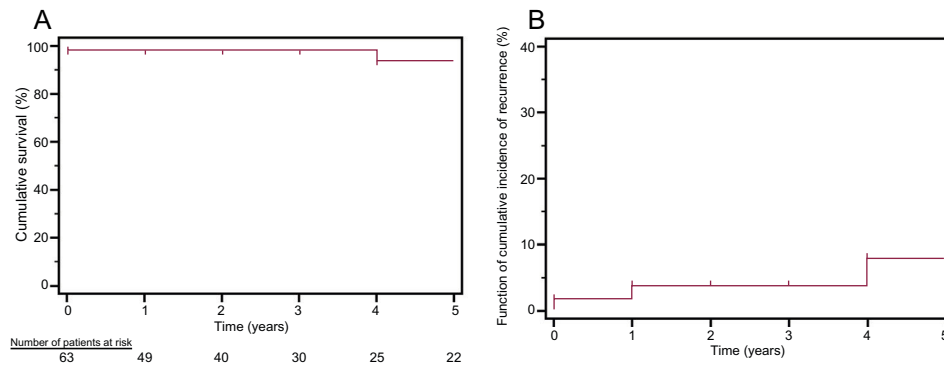 A
Cumulative survival (%)
100
80
60
40
20
0
0 1 2 3 4 5
Time (years)
Number of patients at risk
63 49 40 30 25 22
B
Function of cumulative incidence of recurrence (%)
40
30
20
10
0
0 1 2 3 4 5
Time (years)